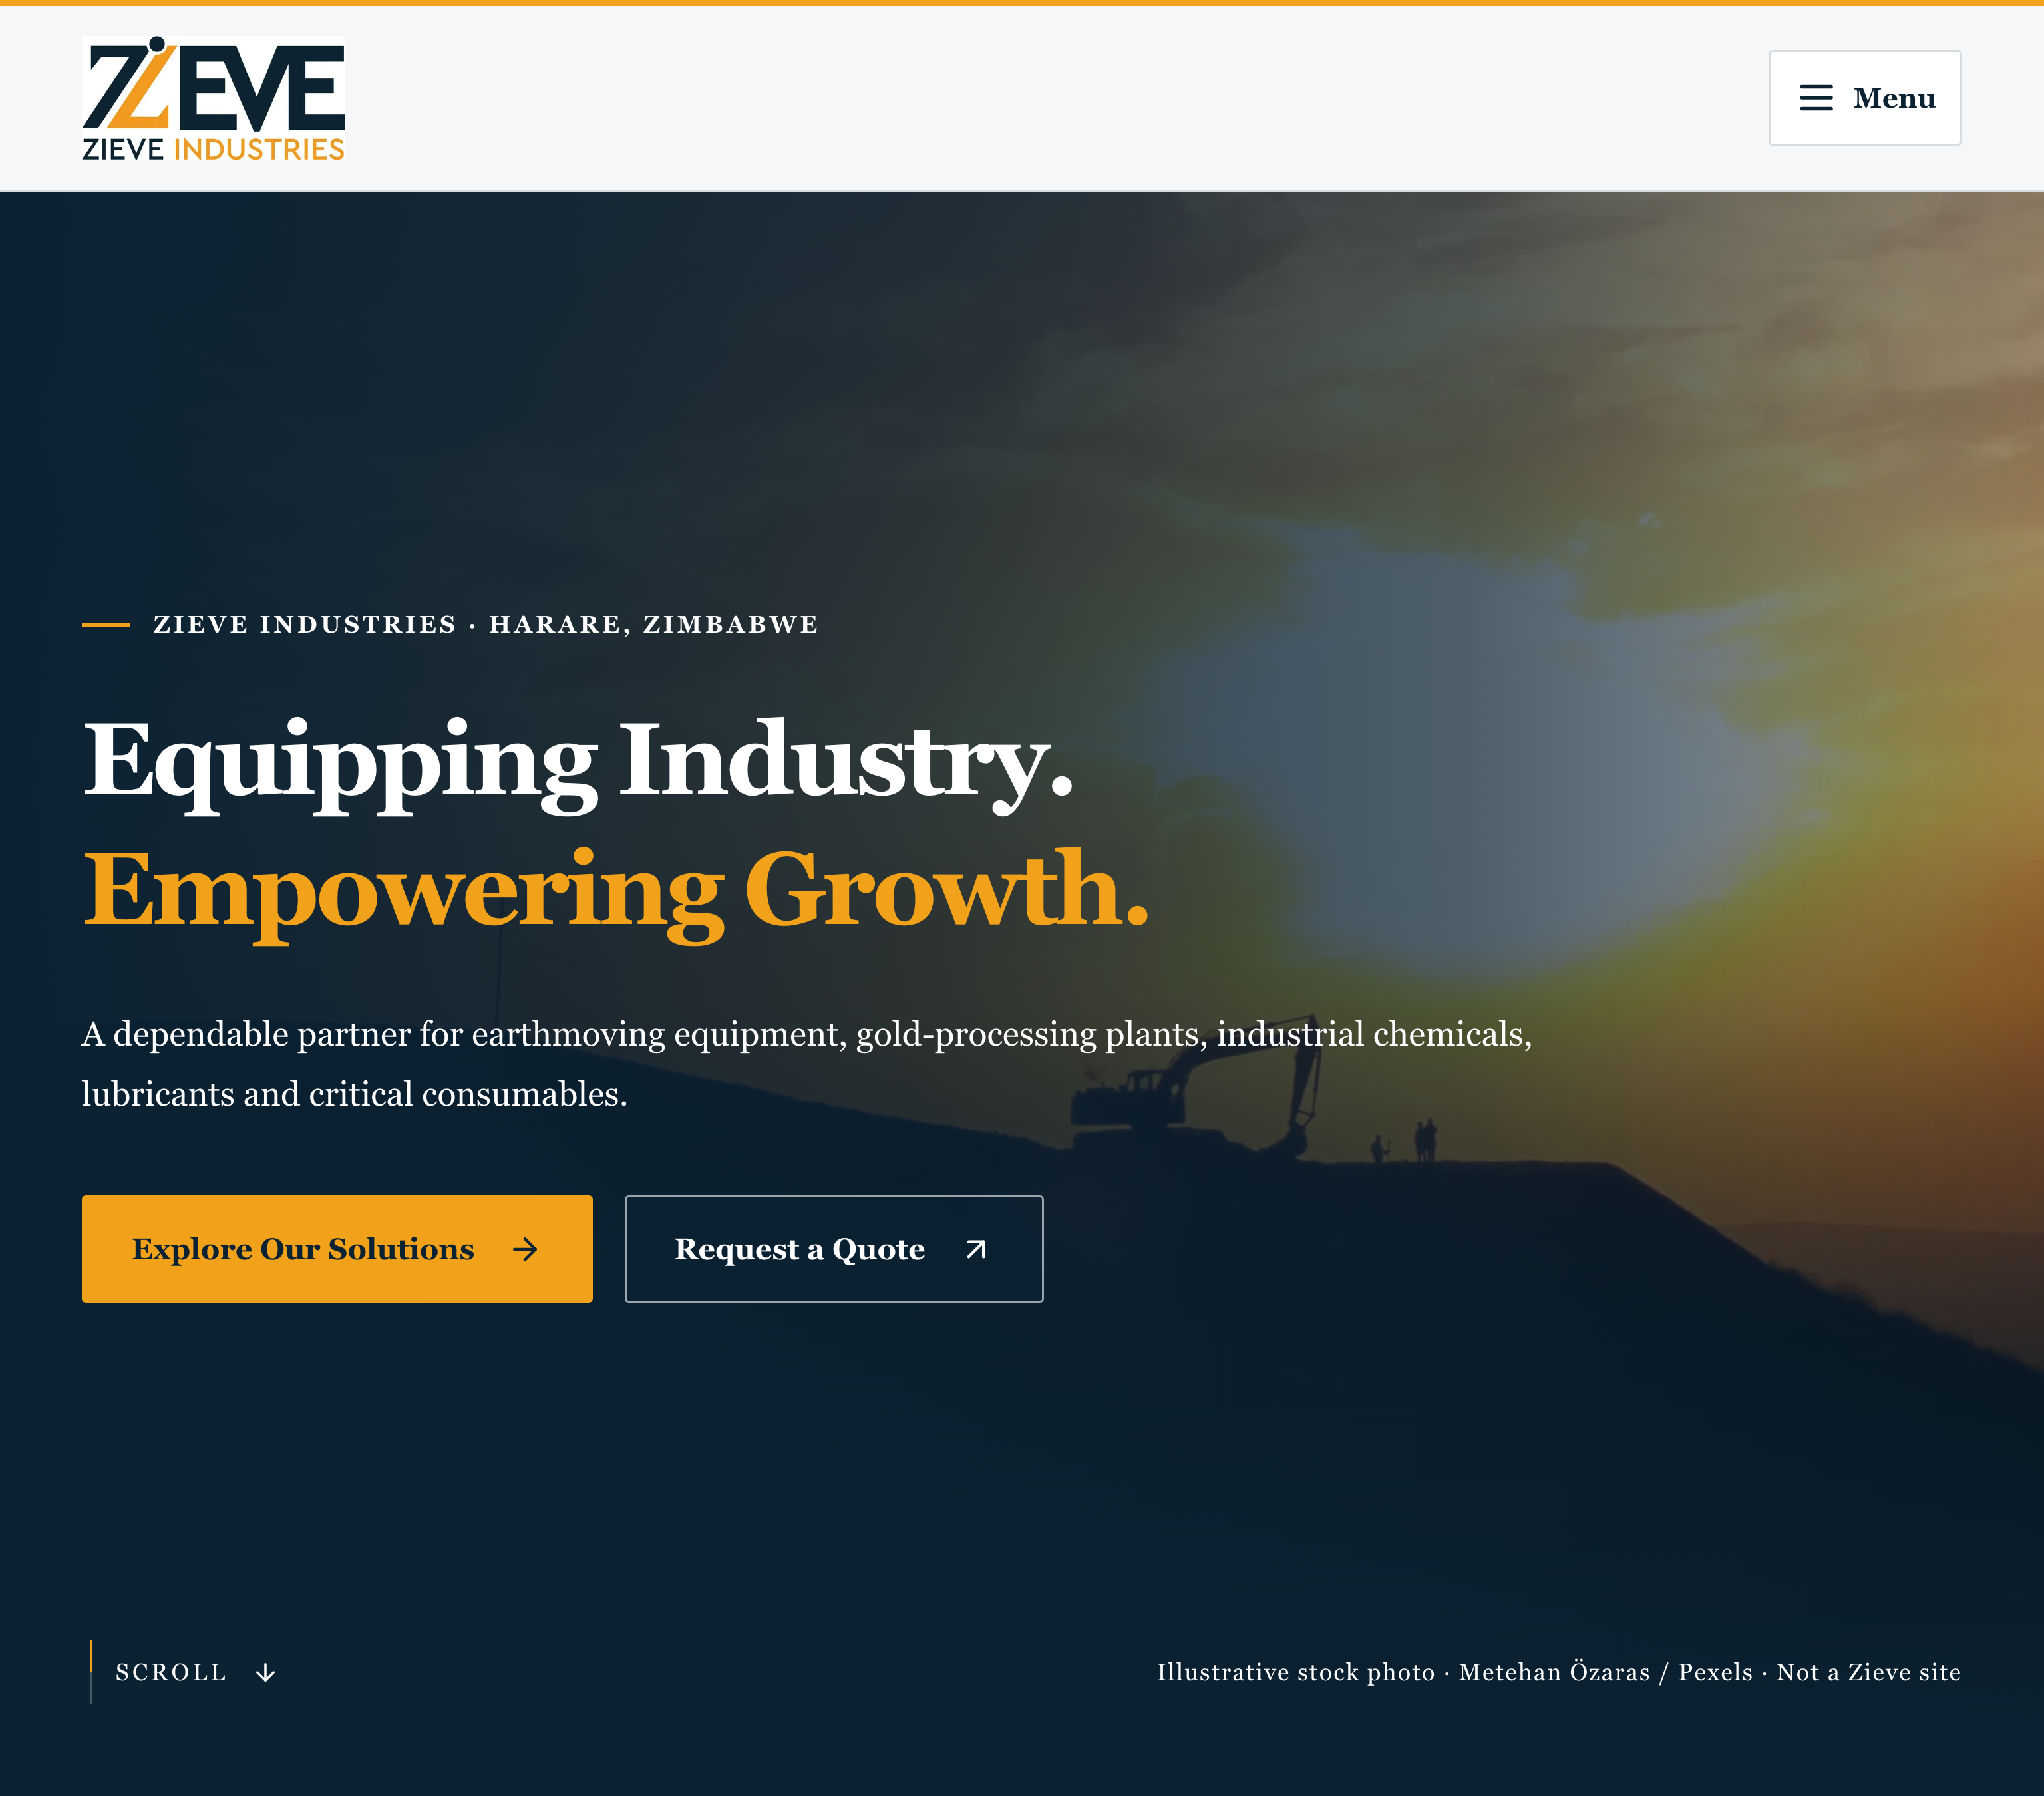 ZIEVE
ZIEVE INDUSTRIES
Menu
ZIEVE INDUSTRIES · HARARE, ZIMBABWE
Equipping Industry.
Empowering Growth.
A dependable partner for earthmoving equipment, gold-processing plants, industrial chemicals,
lubricants and critical consumables.
Explore Our Solutions →
Request a Quote ↗
SCROLL ↓
Illustrative stock photo · Metehan Özaras / Pexels · Not a Zieve site